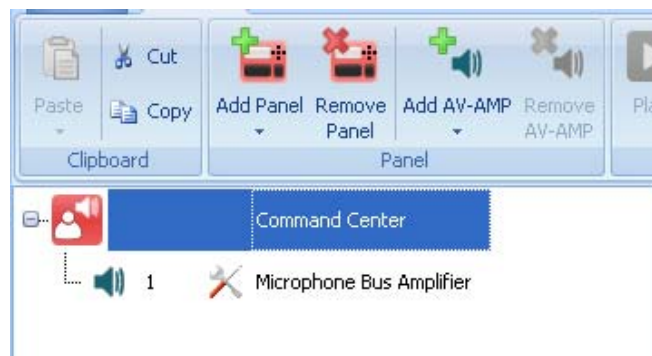 Cut
Paste
Copy
Add Panel
Remove
Panel
Add AV-AMP
Remove
AV-AMP
Clipboard
Panel
Command Center
1 Microphone Bus Amplifier